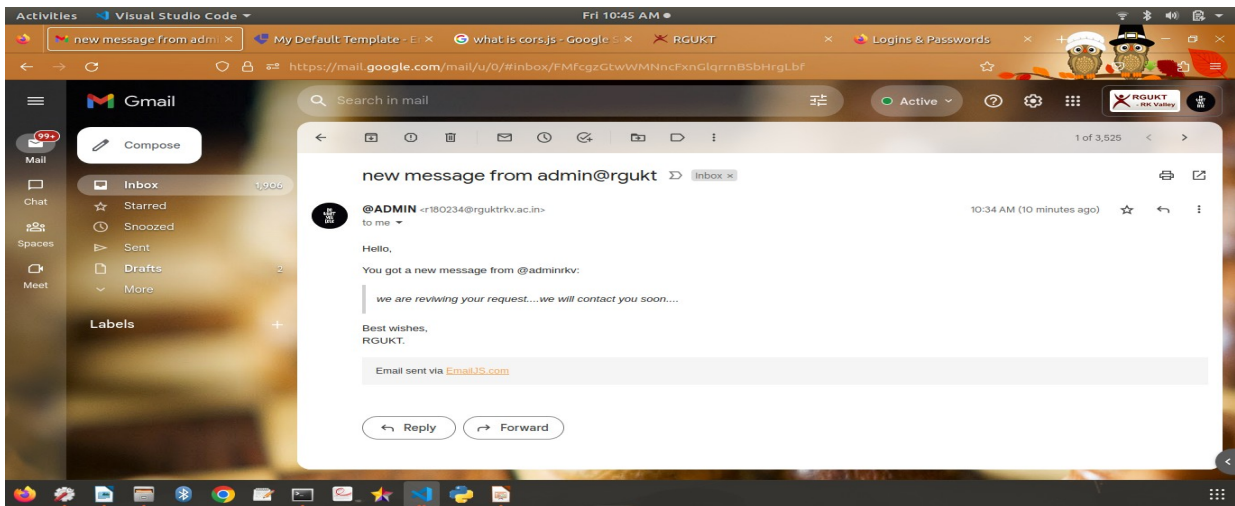 Activities Visual Studio Code Fri 10:45 AM
new message from adm × My Default Template - E × what is cors.js - Google S × RGUKT × Logins & Passwords × +
https://mail.google.com/mail/u/0/#inbox/FMfcgzGtwWMNncFxnGlqrrnBSbHrgLbf
Gmail Search in mail Active RGUKT
- RK Valley
99+ Compose 1 of 3,525
Mail
Inbox 1,906 new message from admin@rgukt Inbox ×
Chat
Starred @ADMIN <r180234@rguktrkv.ac.in> 10:34 AM (10 minutes ago)
Snoozed to me
Spaces
Sent Hello,
Drafts 2 You got a new message from @adminrkv:
Meet
More we are reviwing your request....we will contact you soon....
Labels + Best wishes,
RGUKT.
Email sent via EmailJS.com
Reply Forward